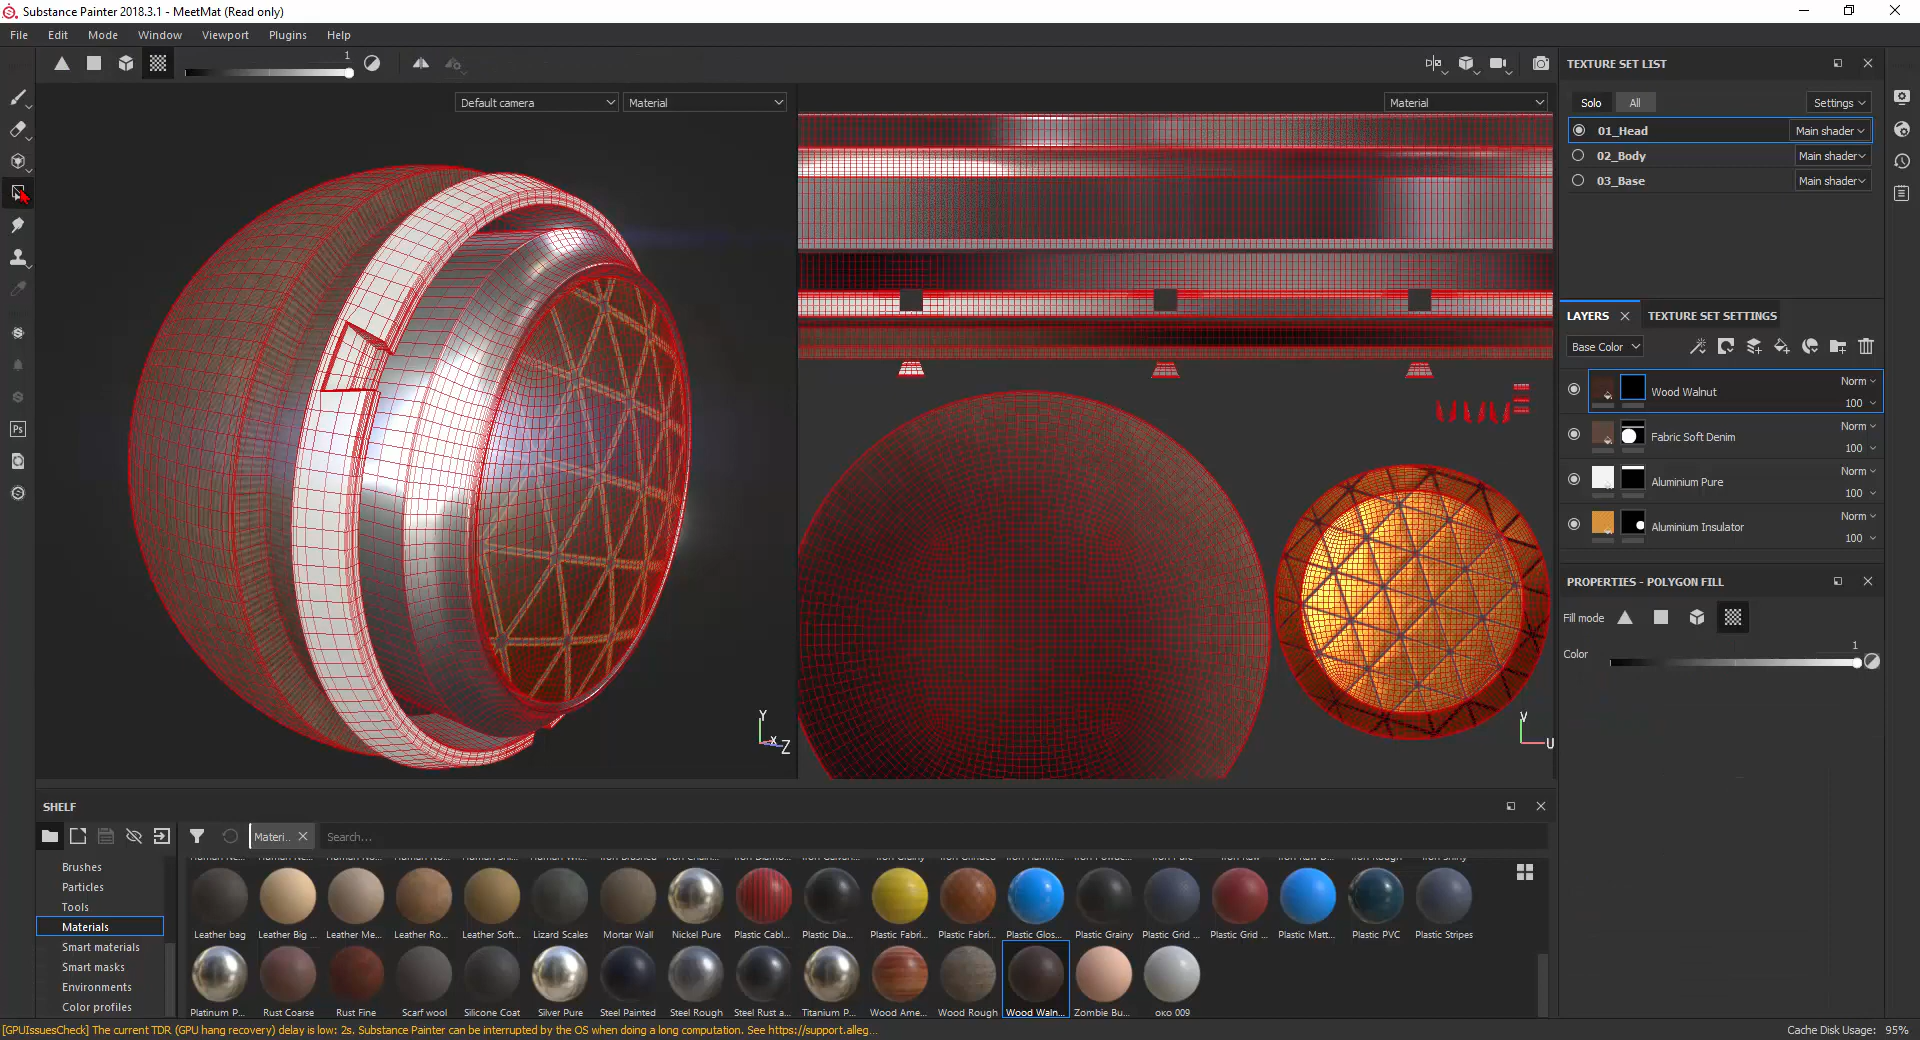 Substance Painter 2018.3.1 - MeetMat (Read only)
File Edit Mode Window Viewport Plugins Help
1
Default camera
Material
Material
TEXTURE SET LIST
Solo All Settings
01_Head Main shader
02_Body Main shader
03_Base Main shader
LAYERS TEXTURE SET SETTINGS
Base Color
Wood Walnut Norm 100
Fabric Soft Denim Norm 100
Aluminium Pure Norm 100
Aluminium Insulator Norm 100
PROPERTIES - POLYGON FILL
Fill mode
Color 1
Y
X
Z
V
U
Ps
SHELF
Materi..
Search...
Brushes
Particles
Tools
Materials
Smart materials
Smart masks
Environments
Color profiles
Leather bag Leather Big ... Leather Me... Leather Ro... Leather Soft... Lizard Scales Mortar Wall Nickel Pure Plastic Cabl... Plastic Dia... Plastic Fabri... Plastic Fabri... Plastic Glos... Plastic Grainy Plastic Grid ... Plastic Grid ... Plastic Matt... Plastic PVC Plastic Stripes
Platinum P... Rust Coarse Rust Fine Scarf wool Silicone Coat Silver Pure Steel Painted Steel Rough Steel Rust a... Titanium P... Wood Ame... Wood Rough Wood Waln... Zombie Bu... око 009
[GPUIssuesCheck] The current TDR (GPU hang recovery) delay is low: 2s, Substance Painter can be interrupted by the OS when doing a long computation. See https://support.alleg...
Cache Disk Usage: 95%